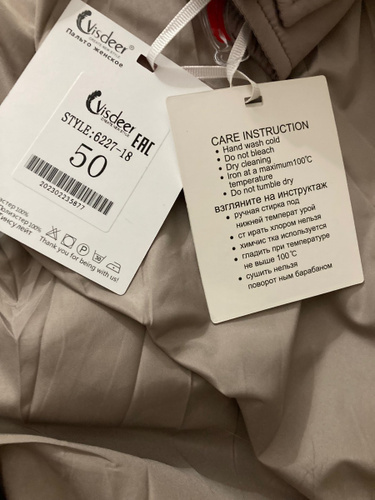 Visdeer
Пальто женское
Visdeer
EAC
STYLE:6227-18
50
202302235877
Thank you for being with us!
CARE INSTRUCTION
• Hand wash cold
• Do not bleach
• Dry cleaning
• Iron at a maximum100℃
temperature
• Do not tumble dry
взгляните на инструктаж
• ручная стирка под
нижней температ урой
• ст ирать хлором нельзя
• химчис тка используется
• гладить при температуре
не выше 100℃
• сушить нельзя
поворот ным барабаном